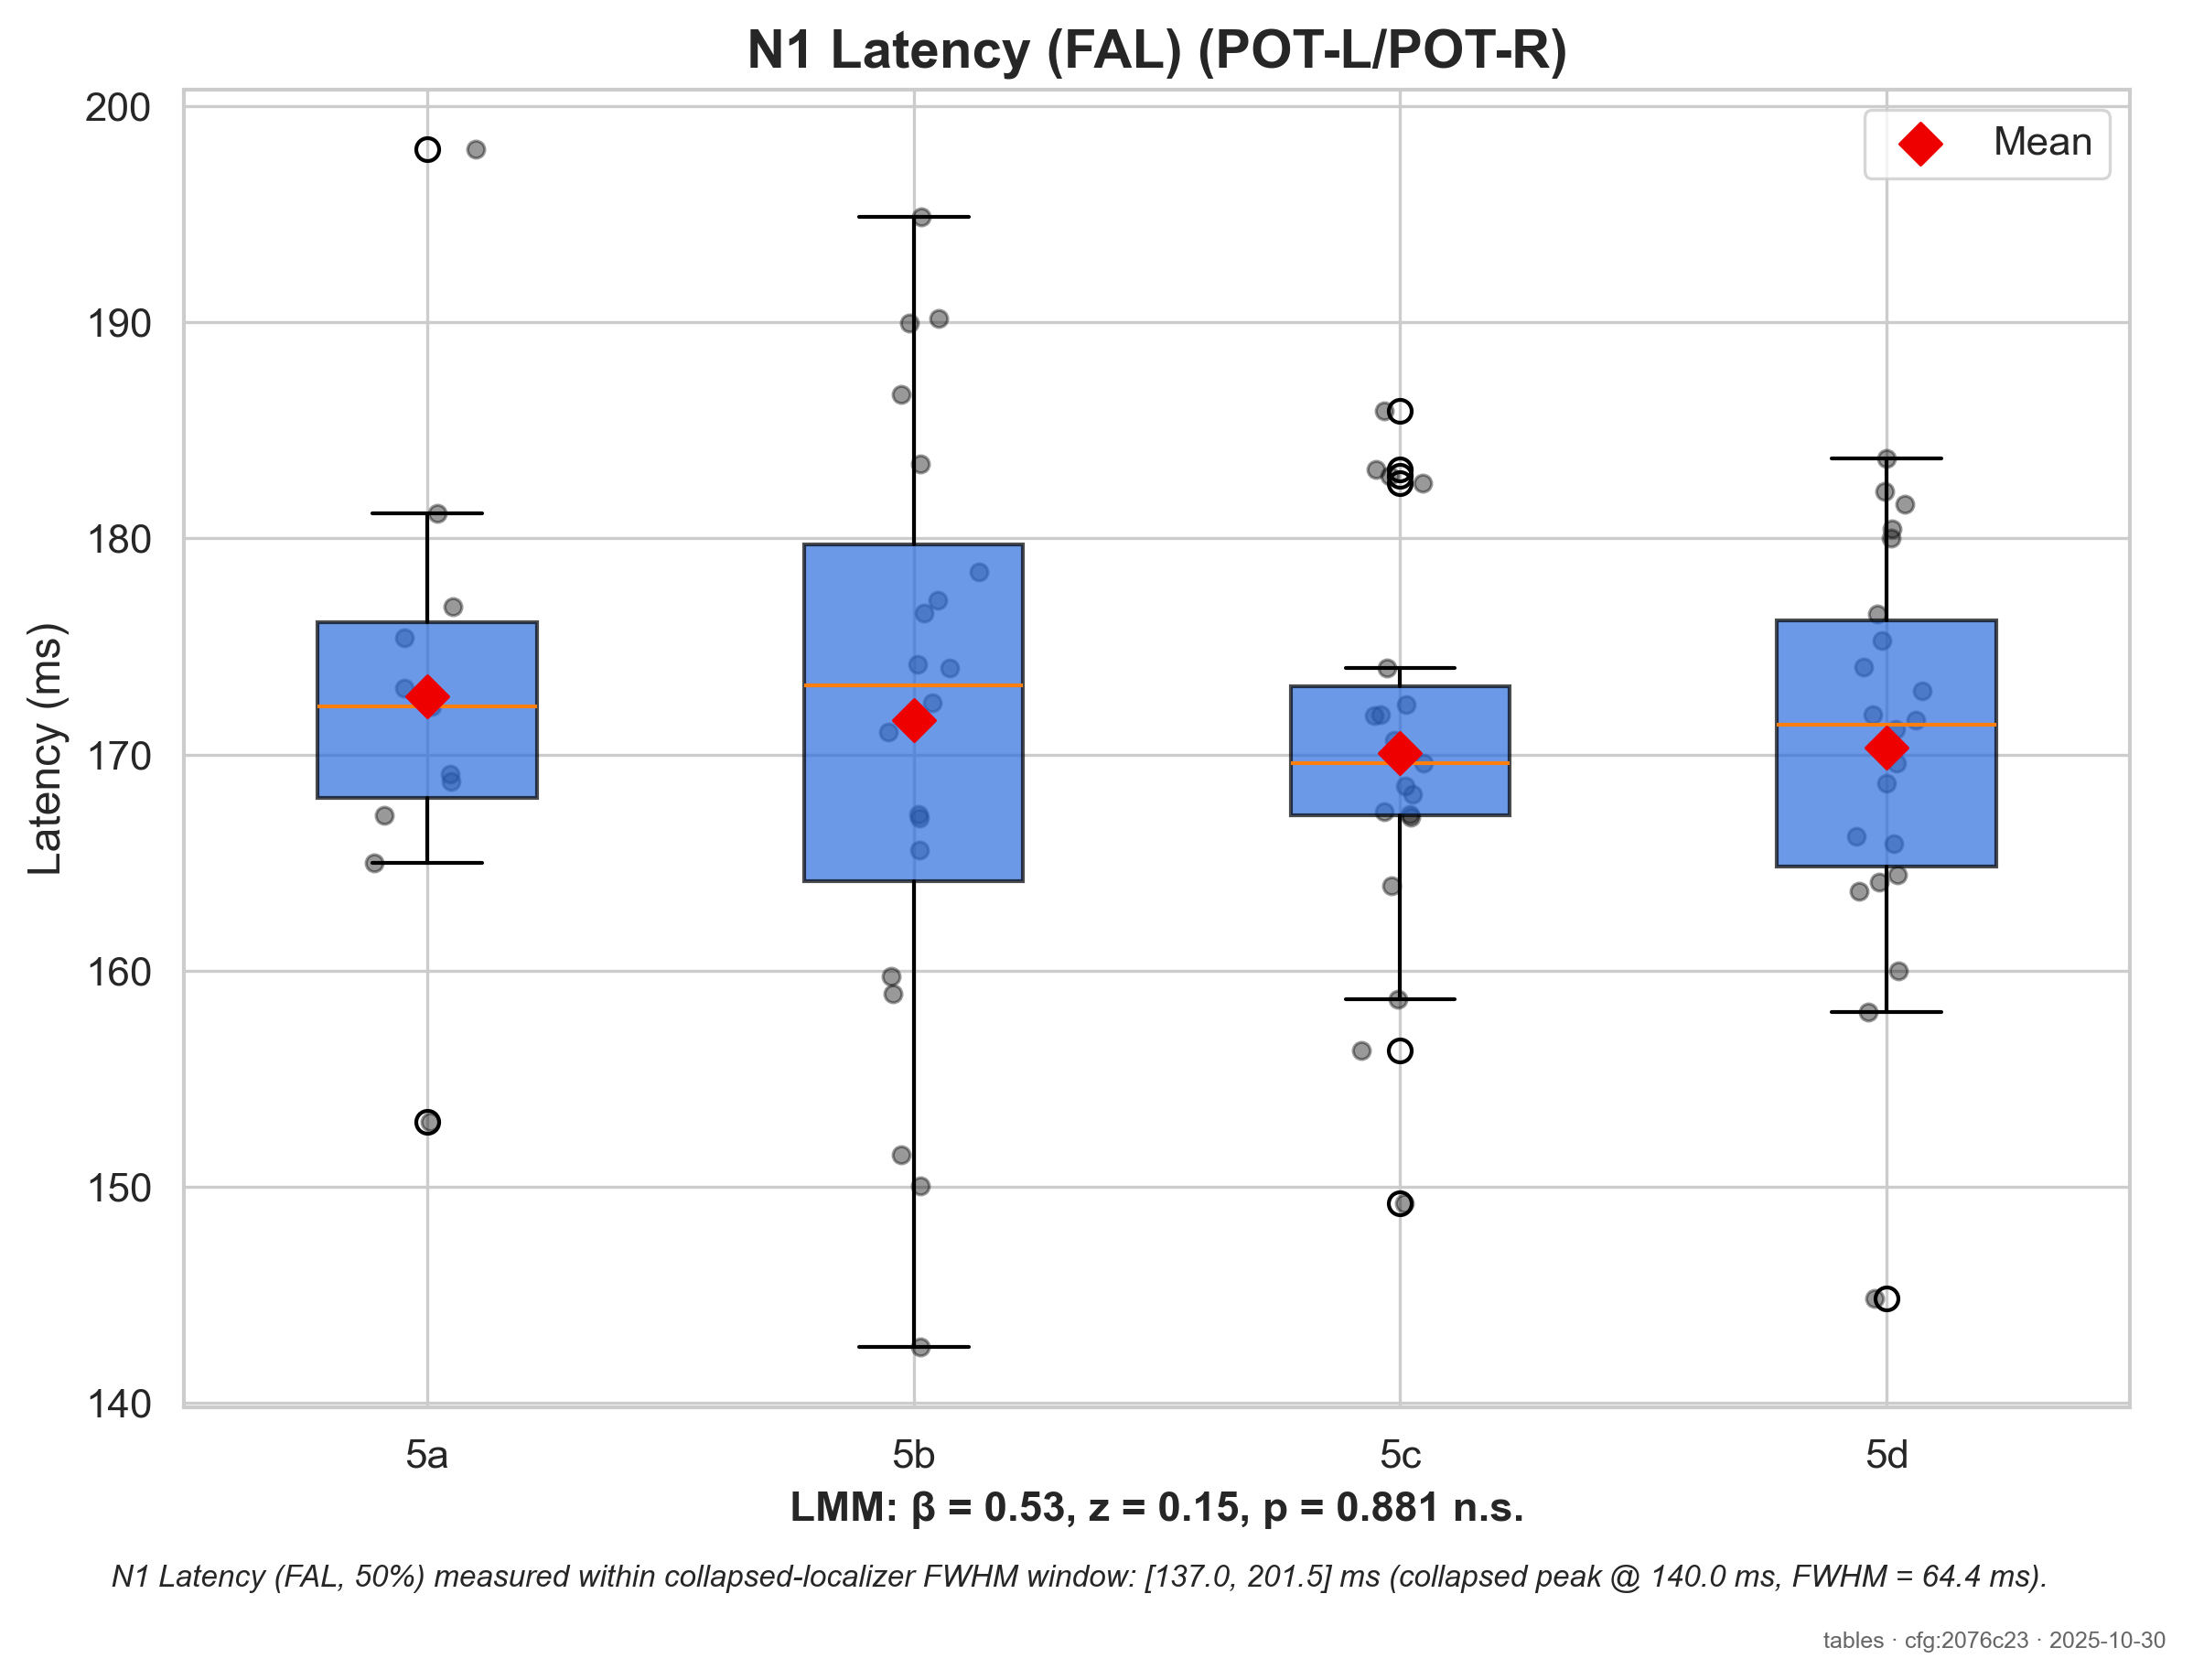 N1 Latency (FAL) (POT-L/POT-R)
Mean
Latency (ms)
200
190
180
170
160
150
140
5a 5b 5c 5d
LMM: β = 0.53, z = 0.15, p = 0.881 n.s.
N1 Latency (FAL, 50%) measured within collapsed-localizer FWHM window: [137.0, 201.5] ms (collapsed peak @ 140.0 ms, FWHM = 64.4 ms).
tables · cfg:2076c23 · 2025-10-30